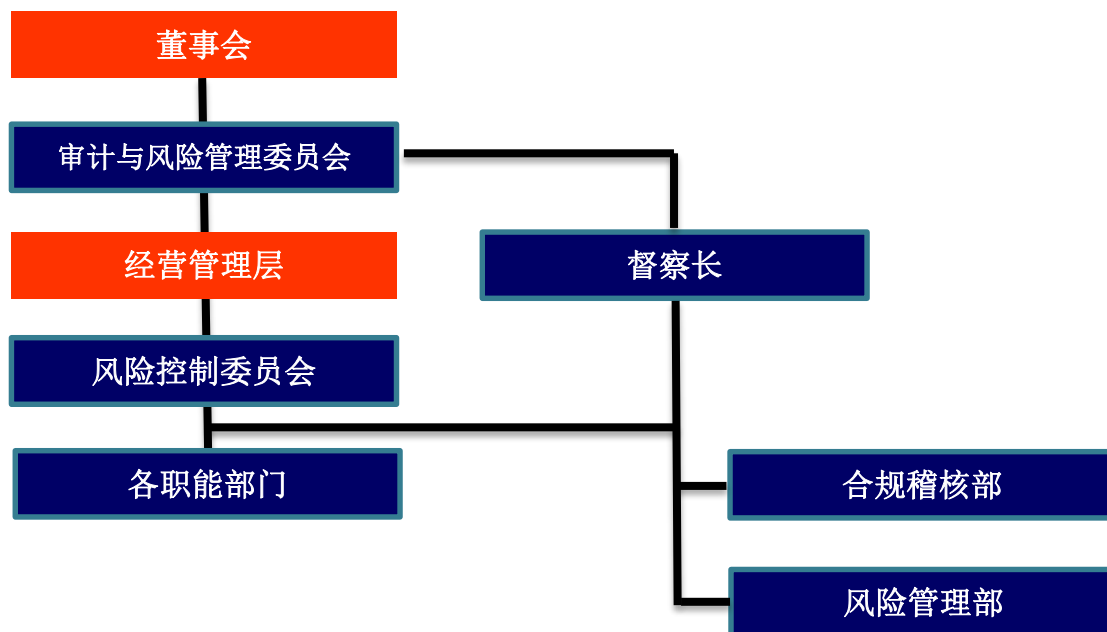 董事会
审计与风险管理委员会
经营管理层
督察长
风险控制委员会
各职能部门
合规稽核部
风险管理部